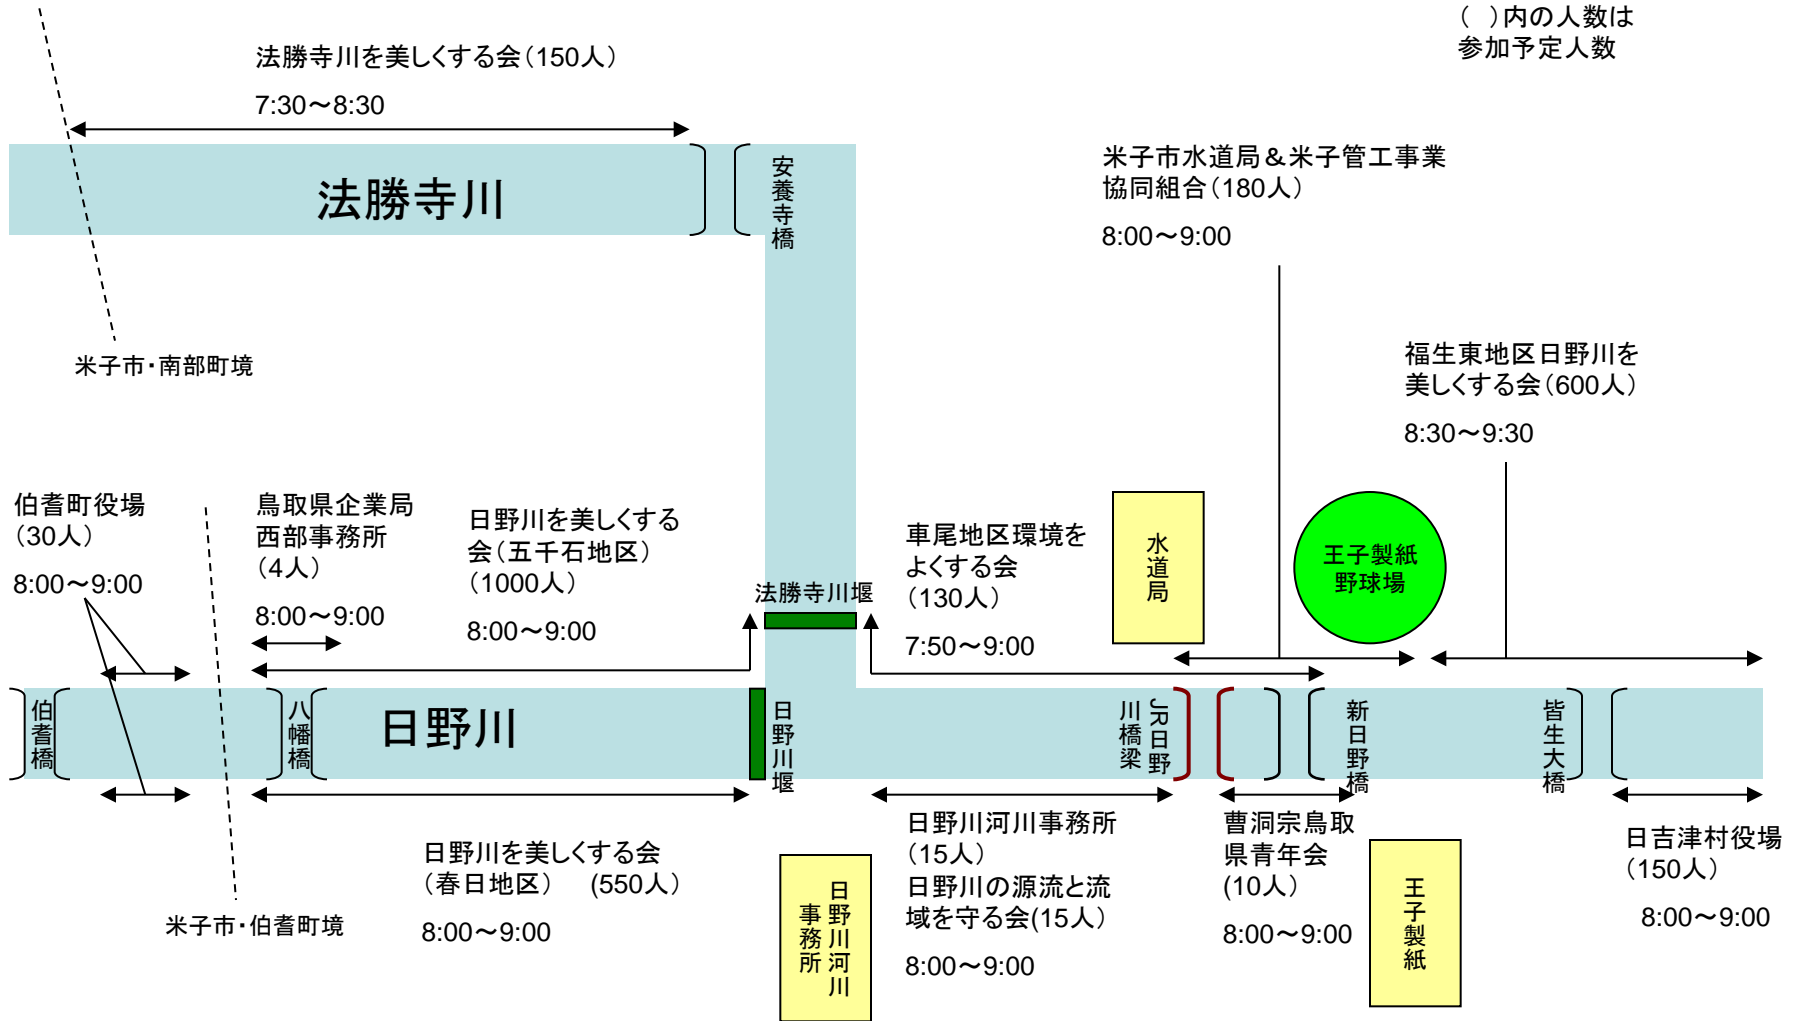 ( )内の人数は
参加予定人数
法勝寺川を美しくする会(150人)
7:30～8:30
法勝寺川
安養寺橋
米子市水道局＆米子管工事業
協同組合(180人)
8:00～9:00
米子市・南部町境
福生東地区日野川を
美しくする会(600人)
8:30～9:30
伯耆町役場
(30人)
8:00～9:00
鳥取県企業局
西部事務所
(4人)
8:00～9:00
日野川を美しくする
会(五千石地区)
(1000人)
8:00～9:00
法勝寺川堰
車尾地区環境を
よくする会
(130人)
7:50～9:00
水道局
王子製紙
野球場
伯耆橋
八幡橋
日野川
日野川堰
JR日野
川橋梁
新日野橋
皆生大橋
日野川を美しくする会
(春日地区) (550人)
8:00～9:00
米子市・伯耆町境
日野川河川
事務所
日野川河川事務所
(15人)
日野川の源流と流
域を守る会(15人)
8:00～9:00
曹洞宗鳥取
県青年会
(10人)
8:00～9:00
王子製紙
日吉津村役場
(150人)
8:00～9:00